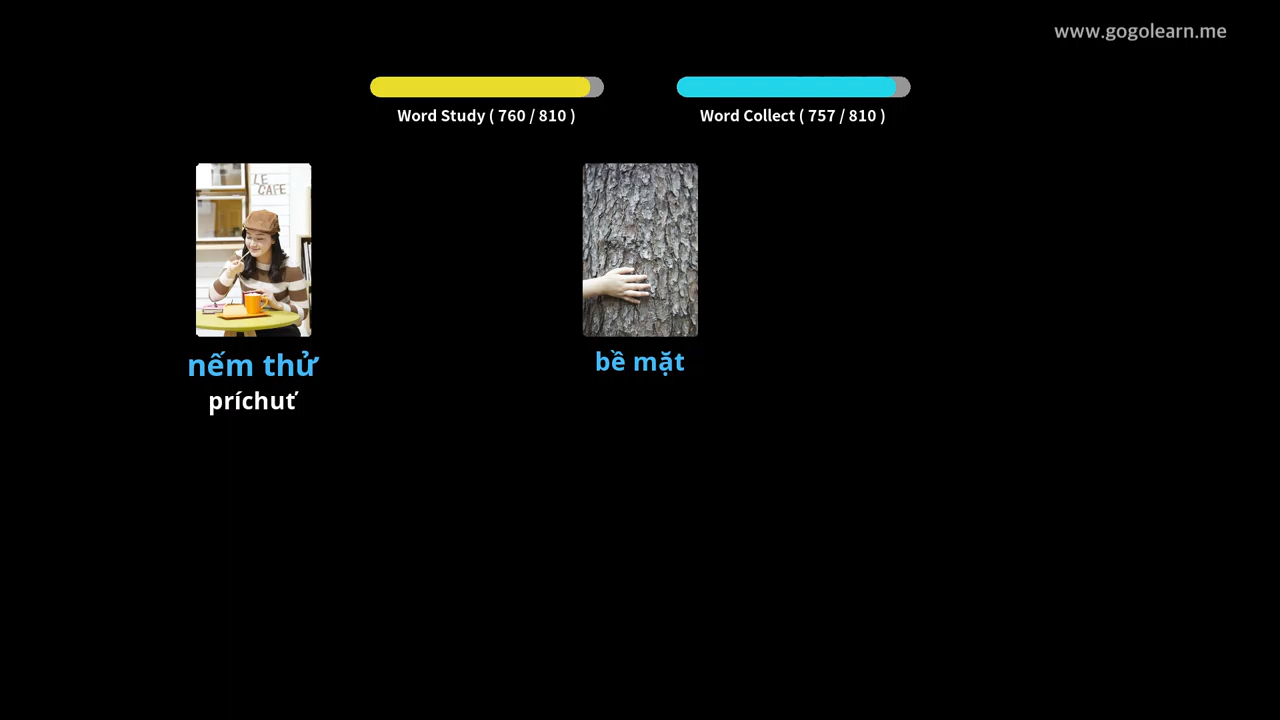 www.gogolearn.me
Word Study ( 760 / 810 )
Word Collect ( 757 / 810 )
LE
CAFE
nếm thử
príchuť
bề mặt